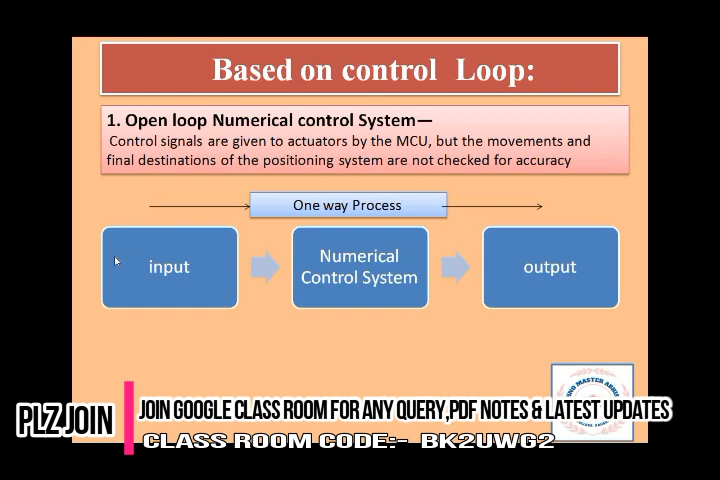 Based on control Loop:
1. Open loop Numerical control System—
Control signals are given to actuators by the MCU, but the movements and
final destinations of the positioning system are not checked for accuracy
One way Process
input
Numerical
Control System
output
PLZ JOIN
JOIN GOOGLE CLASS ROOM FOR ANY QUERY,PDF NOTES & LATEST UPDATES
CLASS ROOM CODE:- BK2UWG2